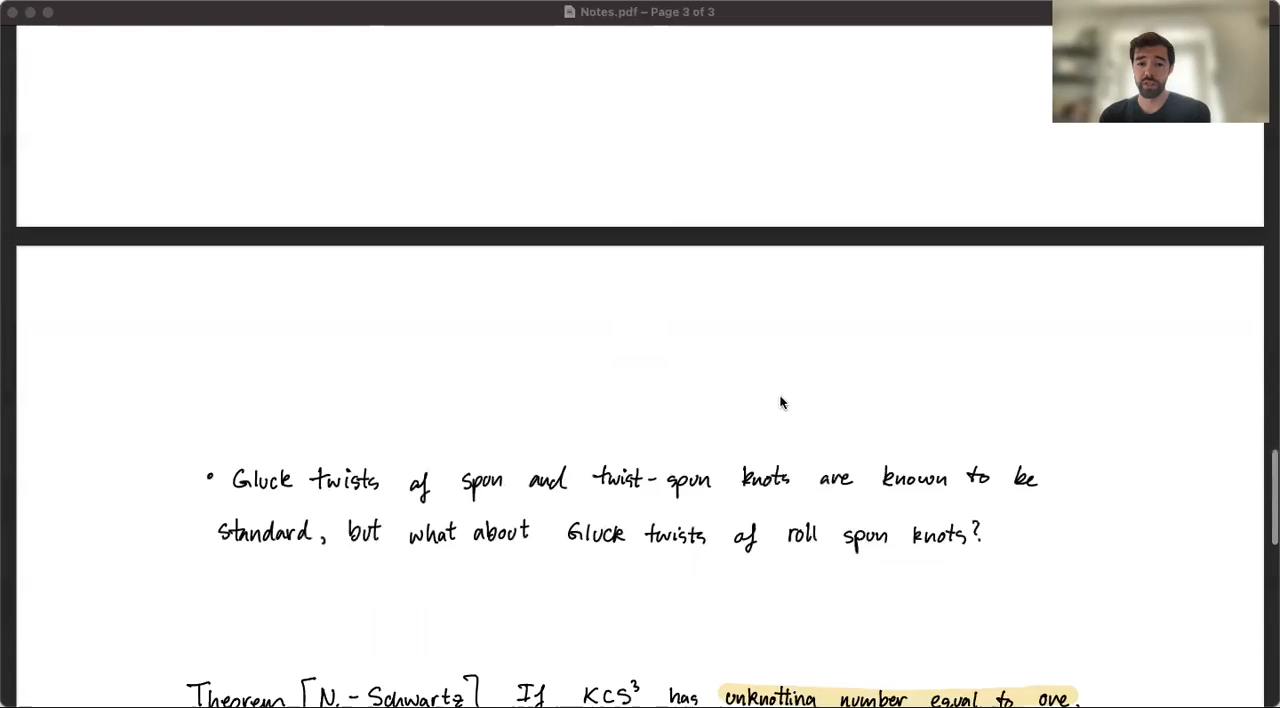 Notes.pdf – Page 3 of 3
• Gluck twists of spun and twist-spun knots are known to be
standard, but what about Gluck twists of roll spun knots?
Theorem [N.-Schwartz] If K⊂S³ has unknotting number equal to one,